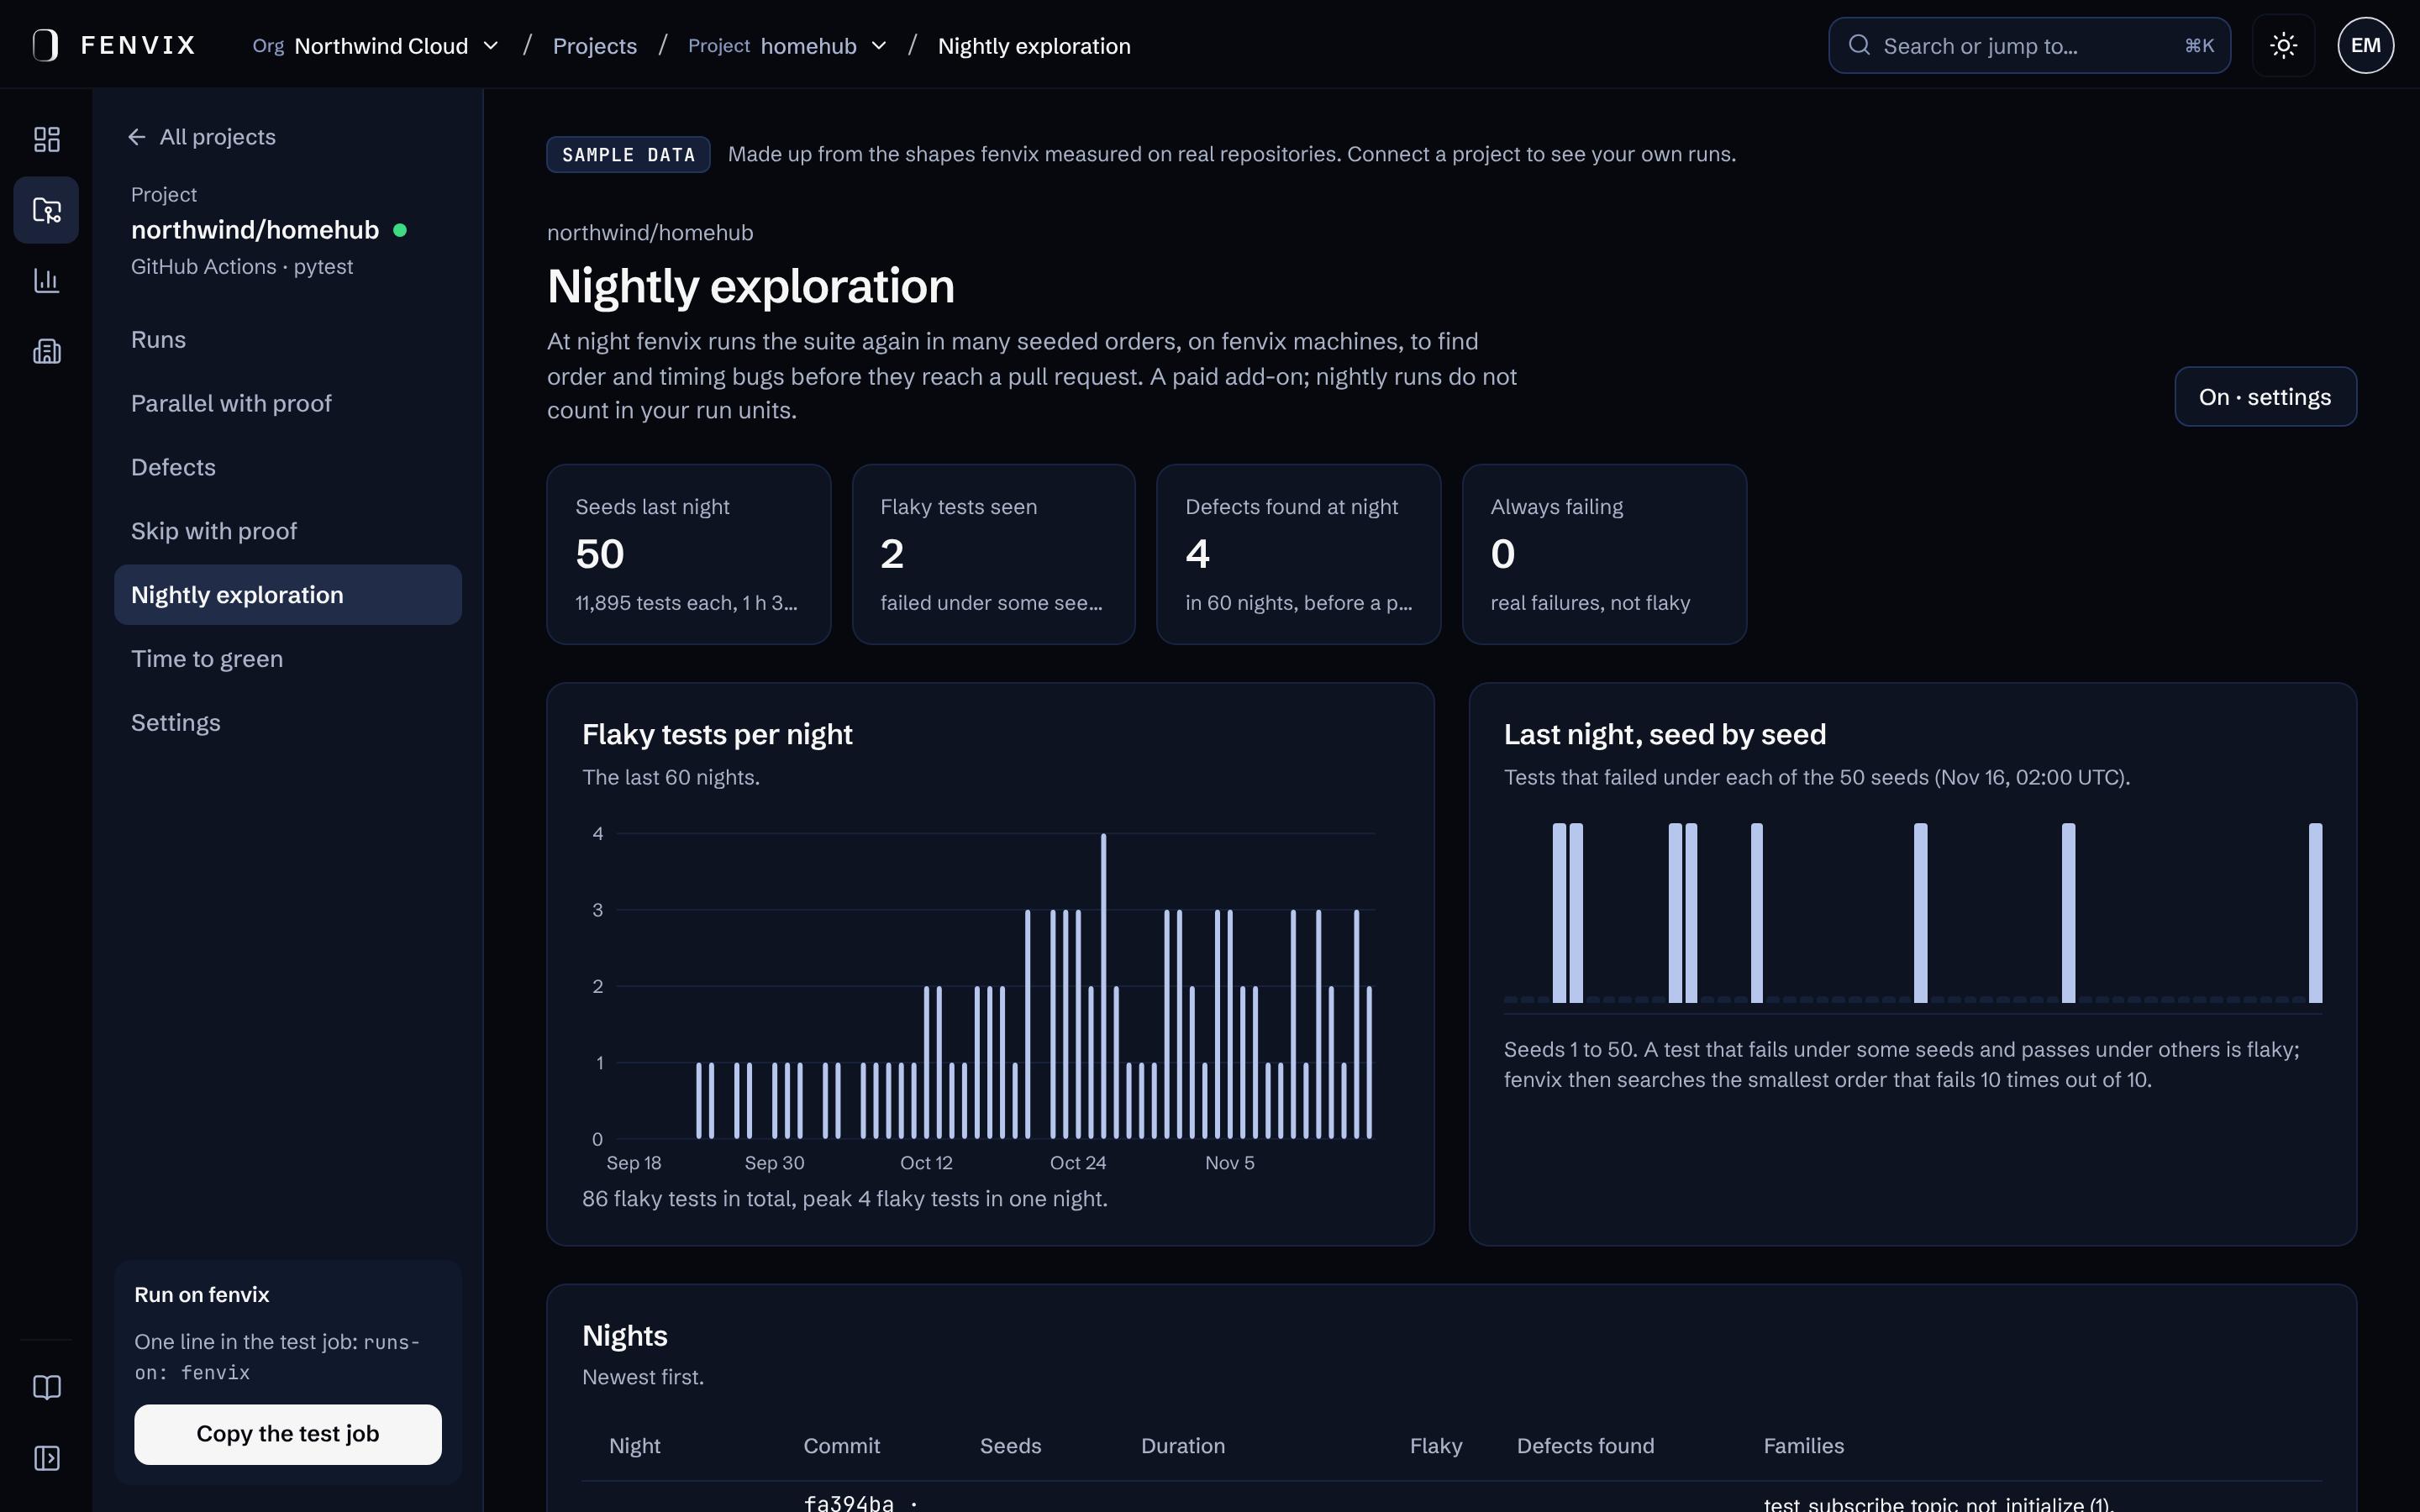 FENVIX
Org Northwind Cloud / Projects / Project homehub / Nightly exploration
Search or jump to... ⌘K
EM
All projects
Project
northwind/homehub
GitHub Actions · pytest
Runs
Parallel with proof
Defects
Skip with proof
Nightly exploration
Time to green
Settings
Run on fenvix
One line in the test job: runs-
on: fenvix
Copy the test job
SAMPLE DATA Made up from the shapes fenvix measured on real repositories. Connect a project to see your own runs.
northwind/homehub
Nightly exploration
At night fenvix runs the suite again in many seeded orders, on fenvix machines, to find
order and timing bugs before they reach a pull request. A paid add-on; nightly runs do not
count in your run units.
On · settings
Seeds last night
50
11,895 tests each, 1 h 3...
Flaky tests seen
2
failed under some see...
Defects found at night
4
in 60 nights, before a p...
Always failing
0
real failures, not flaky
Flaky tests per night
The last 60 nights.
4
3
2
1
0
Sep 18 Sep 30 Oct 12 Oct 24 Nov 5
86 flaky tests in total, peak 4 flaky tests in one night.
Last night, seed by seed
Tests that failed under each of the 50 seeds (Nov 16, 02:00 UTC).
Seeds 1 to 50. A test that fails under some seeds and passes under others is flaky;
fenvix then searches the smallest order that fails 10 times out of 10.
Nights
Newest first.
Night Commit Seeds Duration Flaky Defects found Families
fa394ba · test_subscribe_topic_not_initialize (1),